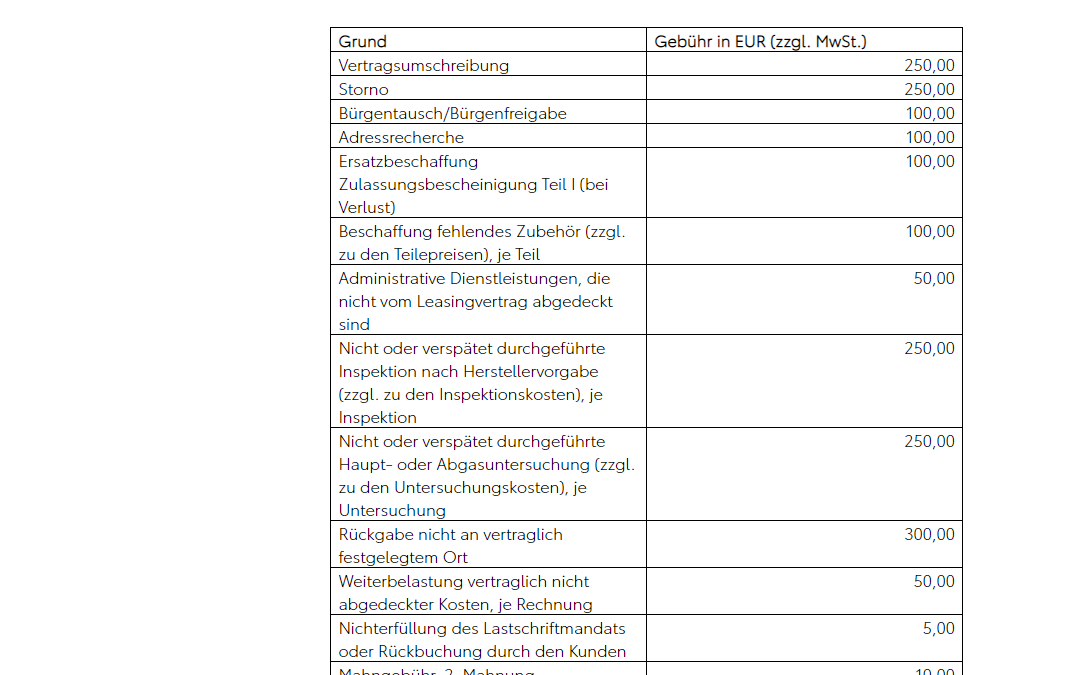 Grund
Gebühr in EUR (zzgl. MwSt.)
Vertragsumschreibung
250,00
Storno
250,00
Bürgentausch/Bürgenfreigabe
100,00
Adressrecherche
100,00
Ersatzbeschaffung
100,00
Zulassungsbescheinigung Teil I (bei
Verlust)
Beschaffung fehlendes Zubehör (zzgl.
100,00
zu den Teilepreisen), je Teil
Administrative Dienstleistungen, die
50,00
nicht vom Leasingvertrag abgedeckt
sind
Nicht oder verspätet durchgeführte
250,00
Inspektion nach Herstellervorgabe
(zzgl. zu den Inspektionskosten), je
Inspektion
Nicht oder verspätet durchgeführte
250,00
Haupt- oder Abgasuntersuchung (zzgl.
zu den Untersuchungskosten), je
Untersuchung
Rückgabe nicht an vertraglich
300,00
festgelegtem Ort
Weiterbelastung vertraglich nicht
50,00
abgedeckter Kosten, je Rechnung
Nichterfüllung des Lastschriftmandats
5,00
oder Rückbuchung durch den Kunden
Mahngebühr, 2. Mahnung
10,00